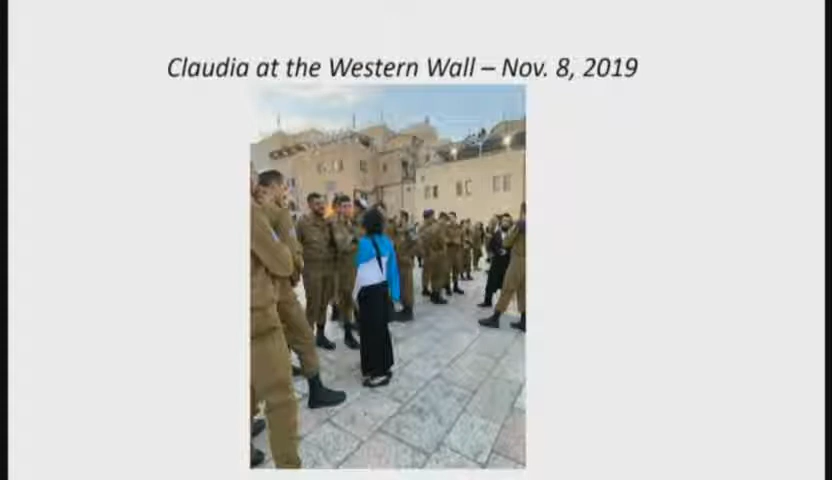 Claudia at the Western Wall – Nov. 8, 2019